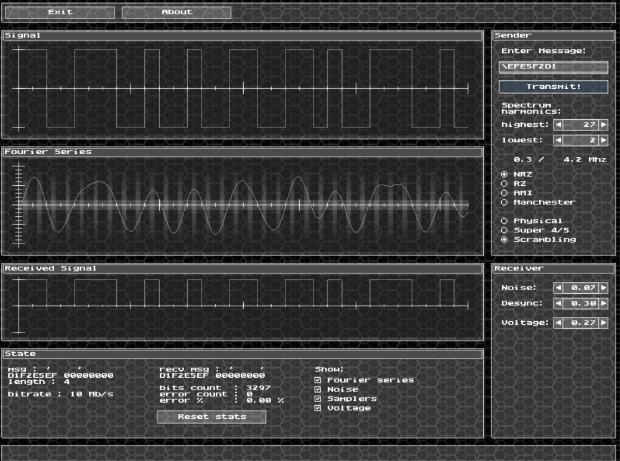 Exit
About
Signal
Fourier Series
Received Signal
State
msg : '     '
D1F2E5EF 00000000
length : 4
bitrate : 10 Mb/s
recv msg : '     '
D1F2E5EF 00000000
bits count : 3297
error count : 0
error % : 0.00 %
Reset stats
Show:
Fourier series
Noise
Samplers
Voltage
Sender
Enter Message:
\EFE5F2D1
Transmit!
Spectrum
harmonics:
highest: 27
lowest: 2
0.3 / 4.2 Mhz
NRZ
RZ
AMI
Manchester
Physical
Super 4/5
Scrambling
Receiver
Noise: 0.07
Desync: 0.30
Voltage: 0.27